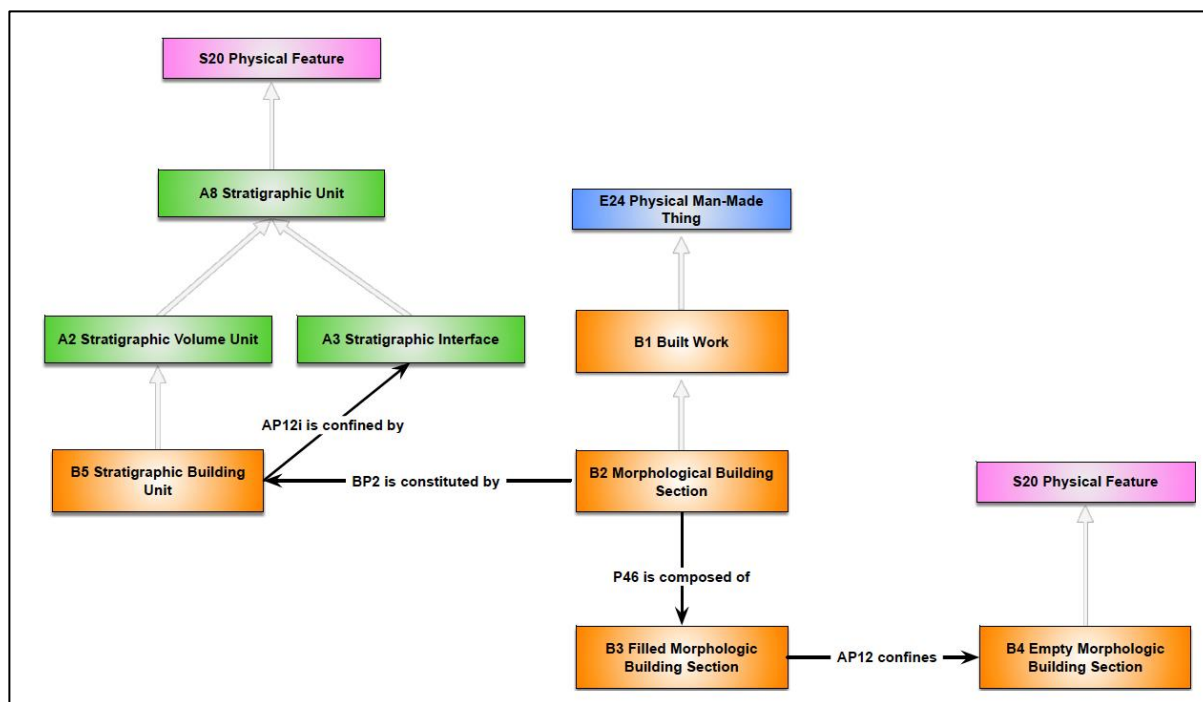 S20 Physical Feature
A8 Stratigraphic Unit
E24 Physical Man-Made
Thing
A2 Stratigraphic Volume Unit
A3 Stratigraphic Interface
B1 Built Work
AP12i is confined by
B5 Stratigraphic Building
Unit
BP2 is constituted by
B2 Morphological Building
Section
S20 Physical Feature
P46 is composed of
B3 Filled Morphologic
Building Section
AP12 confines
B4 Empty Morphologic
Building Section